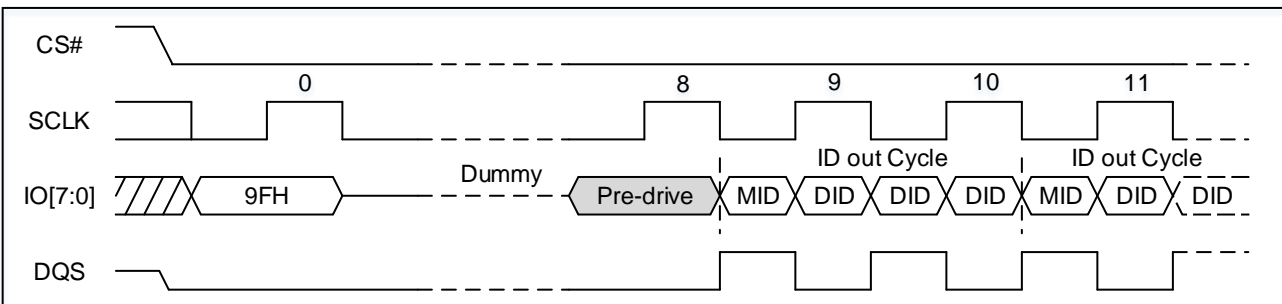 CS#
0 8 9 10 11
SCLK
Dummy ID out Cycle ID out Cycle
IO[7:0] 9FH Pre-drive MID DID DID DID MID DID DID
DQS